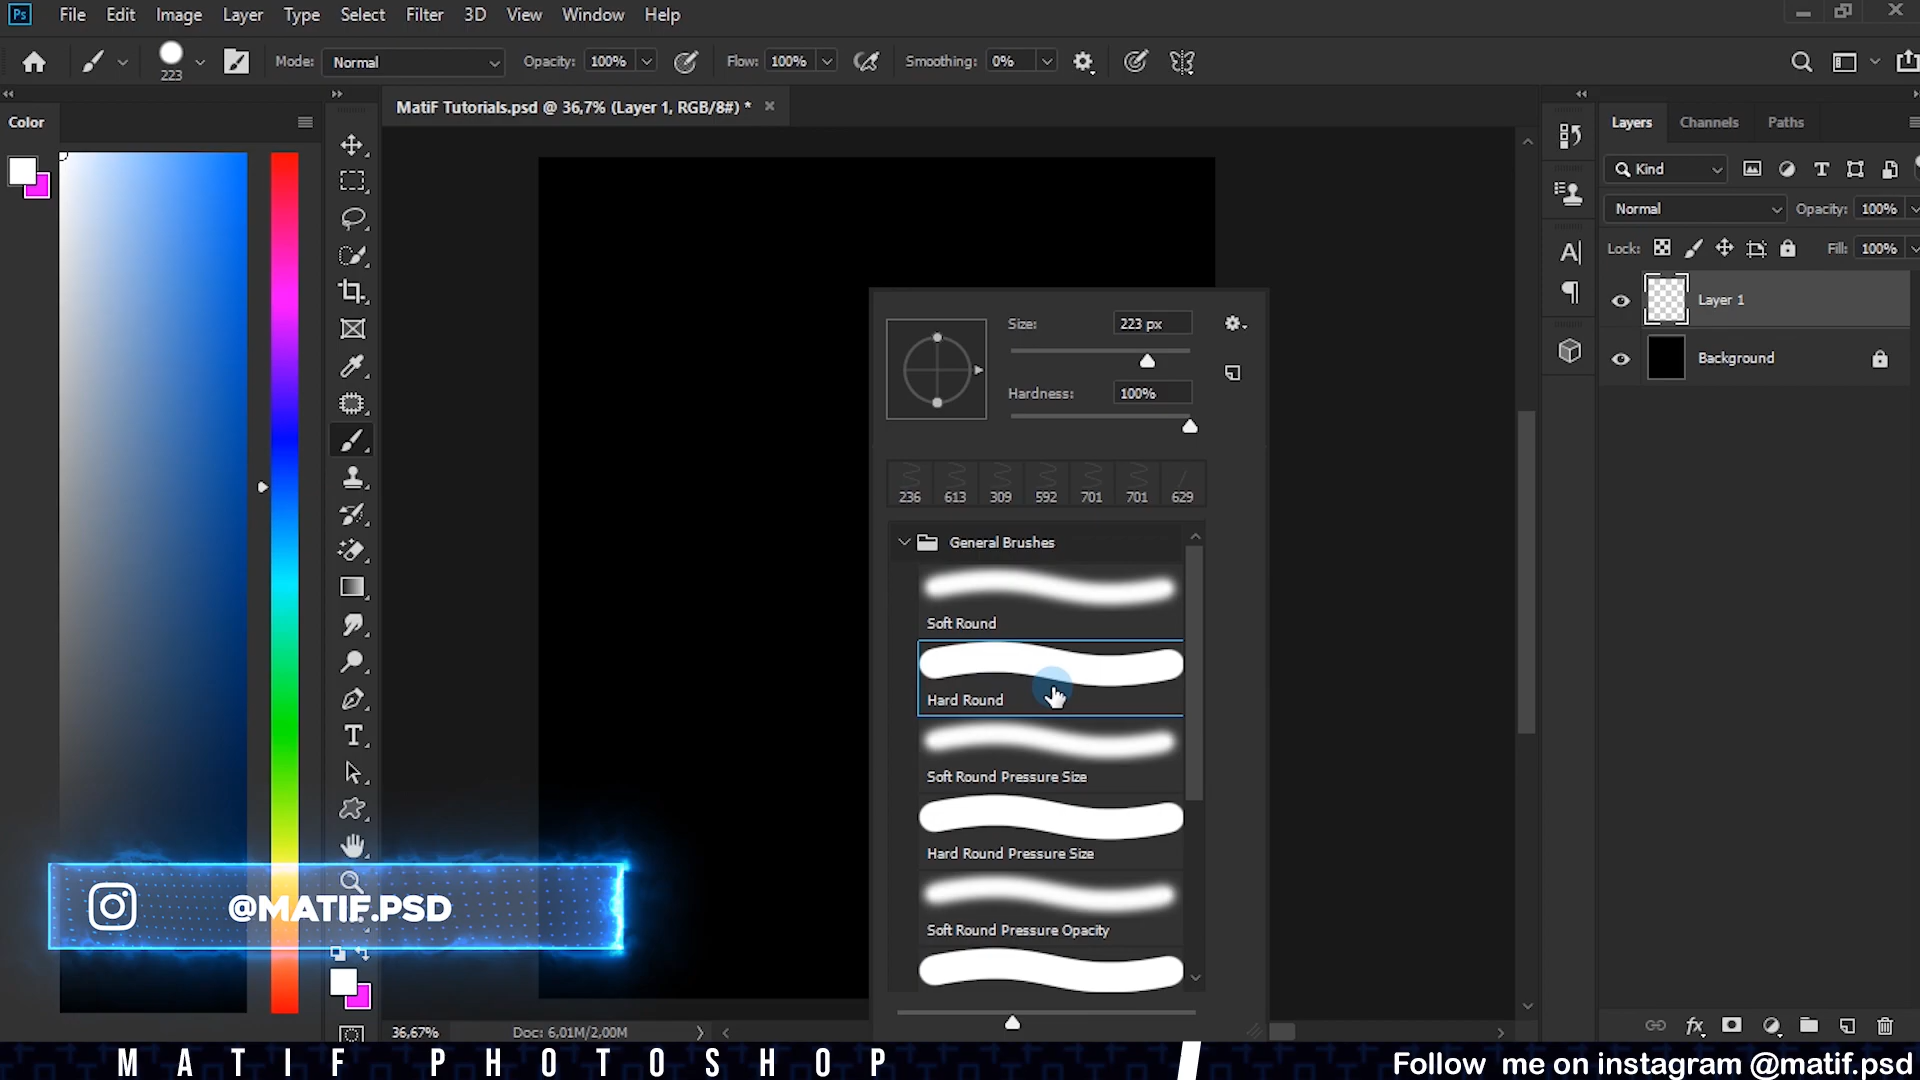 Ps File Edit Image Layer Type Select Filter 3D View Window Help
223 Mode: Normal Opacity: 100% Flow: 100% Smoothing: 0%
Color
MatiF Tutorials.psd @ 36,7% (Layer 1, RGB/8#) *
Layers Channels Paths
Kind
Normal Opacity: 100%
Lock: Fill: 100%
Layer 1
Background
Size: 223 px
Hardness: 100%
236 613 309 592 701 701 629
General Brushes
Soft Round
Hard Round
Soft Round Pressure Size
Hard Round Pressure Size
Soft Round Pressure Opacity
@MATIF.PSD
36,67% Doc: 6,01M/2,00M
MATIF PHOTOSHOP
Follow me on instagram @matif.psd